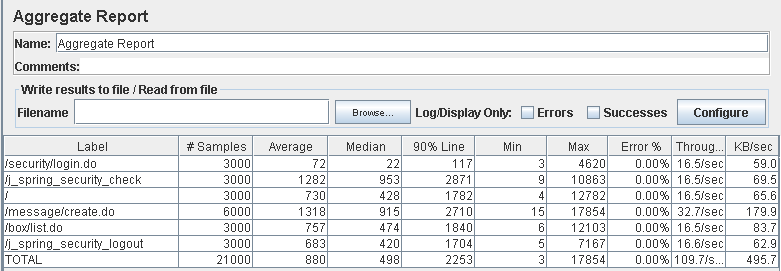 Aggregate Report
Name: Aggregate Report
Comments:
Write results to file / Read from file
Filename Browse... Log/Display Only: Errors Successes Configure
Label # Samples Average Median 90% Line Min Max Error % Throug... KB/sec
/security/login.do 3000 72 22 117 3 4620 0.00% 16.5/sec 59.0
/j_spring_security_check 3000 1282 953 2871 9 10863 0.00% 16.5/sec 69.5
/ 3000 730 428 1782 4 12782 0.00% 16.5/sec 65.6
/message/create.do 6000 1318 915 2710 15 17854 0.00% 32.7/sec 179.9
/box/list.do 3000 757 474 1840 6 12103 0.00% 16.5/sec 83.7
/j_spring_security_logout 3000 683 420 1704 5 7167 0.00% 16.6/sec 62.9
TOTAL 21000 880 498 2253 3 17854 0.00% 109.7/s... 495.7